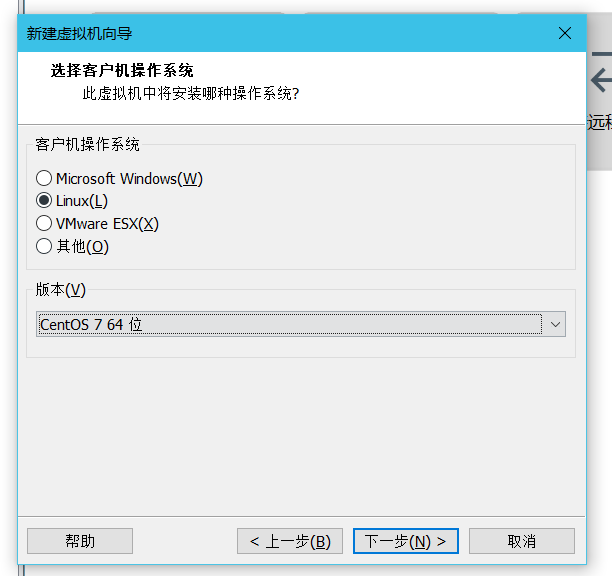 新建虚拟机向导
选择客户机操作系统
此虚拟机中将安装哪种操作系统?
远程
客户机操作系统
Microsoft Windows(W)
Linux(L)
VMware ESX(X)
其他(O)
版本(V)
CentOS 7 64 位
帮助
< 上一步(B)
下一步(N) >
取消